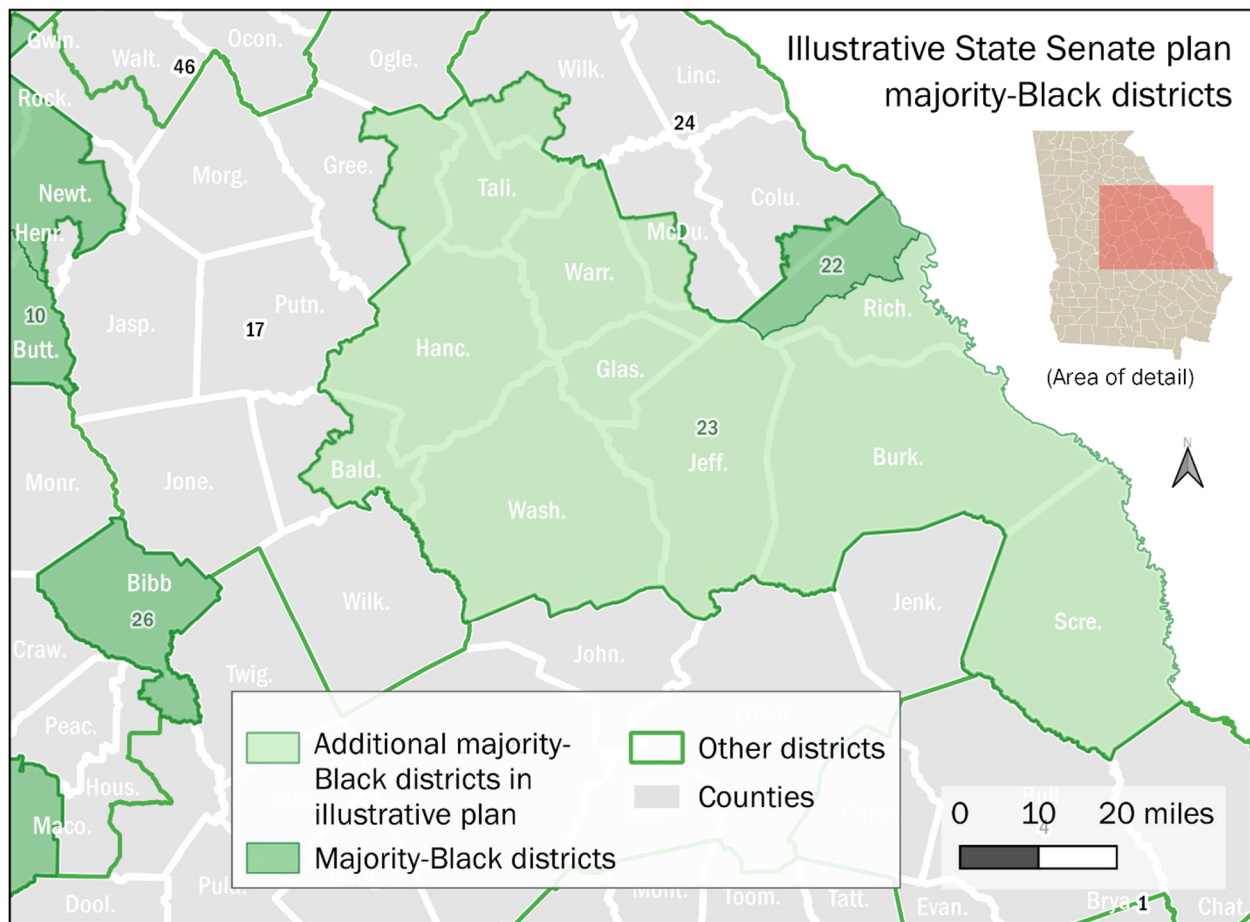 Illustrative State Senate plan
majority-Black districts
(Area of detail)
N
Gwin.
Walt.
46
Ocon.
Ogle.
Wilk.
Linc.
24
Rock.
Morg.
Gree.
Tali.
Colu.
Newt.
Henr.
McDu.
Warr.
22
Rich.
10
Butt.
Jasp.
Putn.
17
Hanc.
Glas.
23
Jeff.
Burk.
Monr.
Jone.
Bald.
Wash.
Bibb
26
Wilk.
Jenk.
Scre.
Craw.
Twig.
John.
Peac.
Hous.
Maco.
Dool.
Pula.
Mont.
Toom.
Tatt.
Evan.
Bull.
4
Brya.
1
Chat.
Additional majority-
Black districts in
illustrative plan
Majority-Black districts
Other districts
Counties
0 10 20 miles